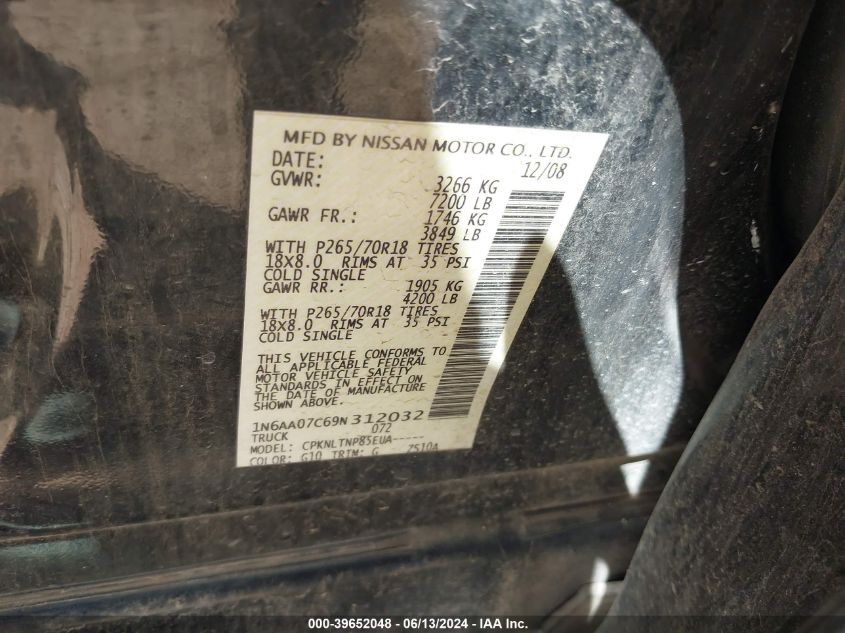 MFD BY NISSAN MOTOR CO., LTD.
DATE: 12/08
GVWR: 3266 KG
7200 LB
GAWR FR.: 1746 KG
3849 LB
WITH P265/70R18 TIRES
18X8.0 RIMS AT 35 PSI
COLD SINGLE
GAWR RR.: 1905 KG
4200 LB
WITH P265/70R18 TIRES
18X8.0 RIMS AT 35 PSI
COLD SINGLE
THIS VEHICLE CONFORMS TO
ALL APPLICABLE FEDERAL
MOTOR VEHICLE SAFETY
STANDARDS IN EFFECT ON
THE DATE OF MANUFACTURE
SHOWN ABOVE.
1N6AA07C69N312032
TRUCK 072
MODEL: CPKNLTNP85EUA-----
COLOR: G10 TRIM: G Z510A
000-39652048 - 06/13/2024 - IAA Inc.